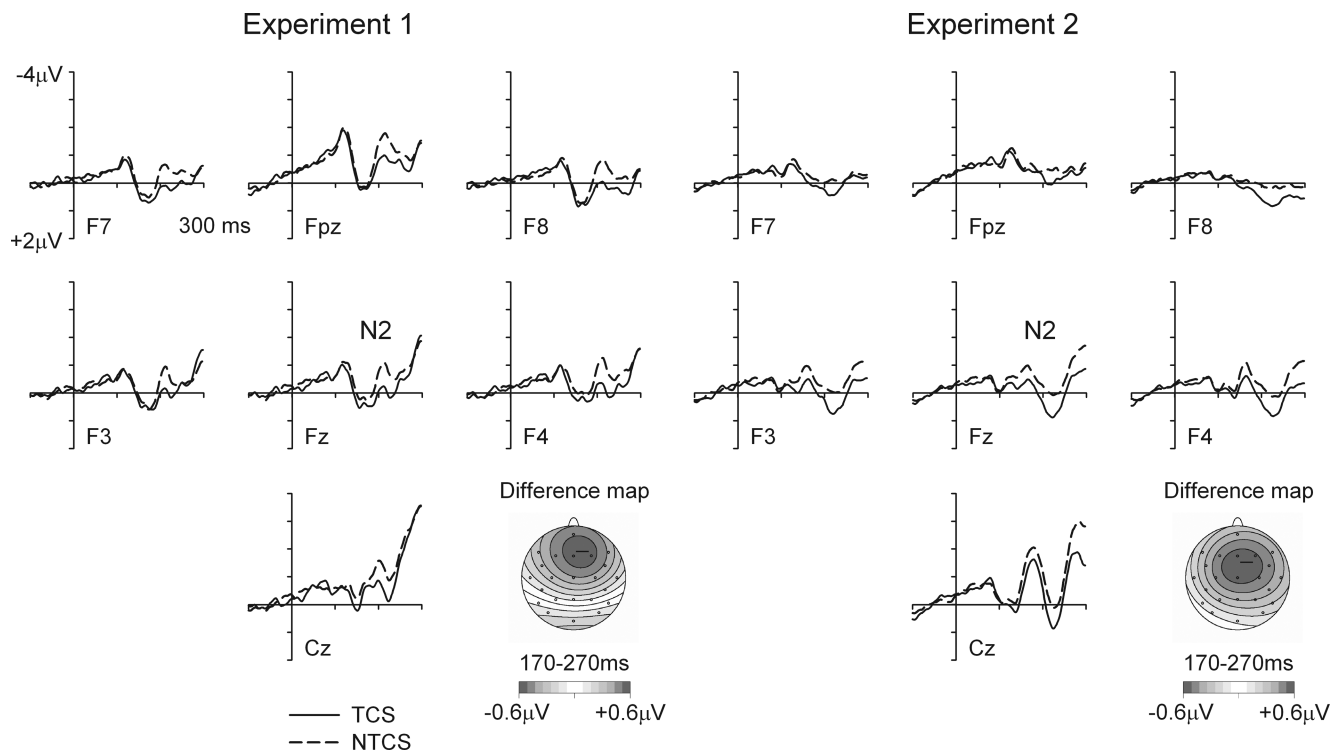 Experiment 1
Experiment 2
-4μV
+2μV
F7
300 ms
Fpz
F8
F7
Fpz
F8
N2
N2
F3
Fz
F4
F3
Fz
F4
Difference map
Difference map
Cz
Cz
170-270ms
170-270ms
-0.6μV
+0.6μV
-0.6μV
+0.6μV
TCS
NTCS